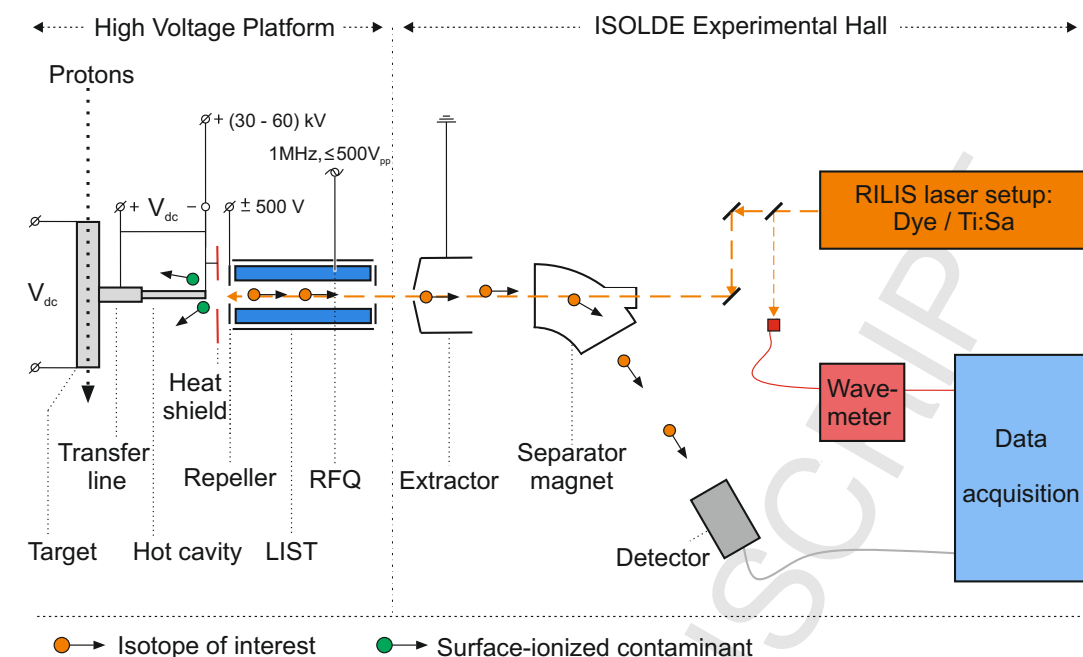 High Voltage Platform
ISOLDE Experimental Hall
Protons
+ (30 - 60) kV
1MHz, ≤500Vpp
+ Vdc −
± 500 V
RILIS laser setup:
Dye / Ti:Sa
Vdc
Heat
shield
Wave-
meter
Data
acquisition
Transfer
line
Repeller
RFQ
Extractor
Separator
magnet
Target
Hot cavity
LIST
Detector
Isotope of interest
Surface-ionized contaminant